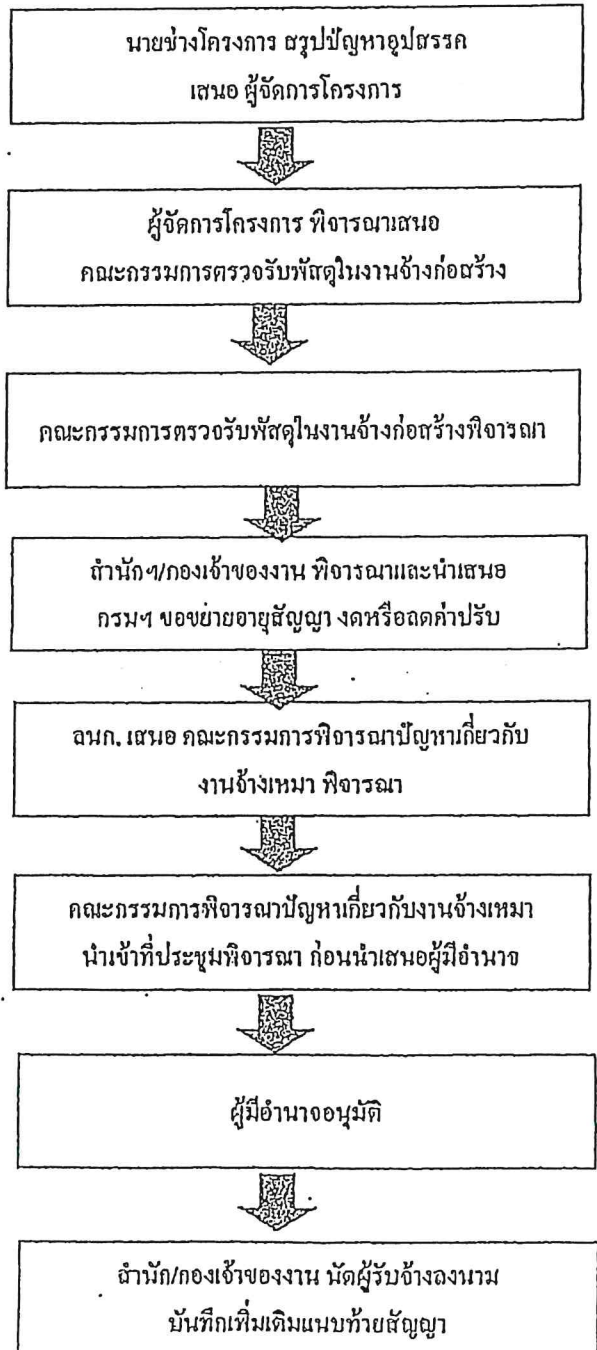 นายช่างโครงการ สรุปปัญหาอุปสรรค
เสนอ ผู้จัดการโครงการ
ผู้จัดการโครงการ พิจารณาเสนอ
คณะกรรมการตรวจรับพัสดุในงานจ้างก่อสร้าง
คณะกรรมการตรวจรับพัสดุในงานจ้างก่อสร้างพิจารณา
สำนักฯ/กองเจ้าของงาน พิจารณาและนำเสนอ
กรมฯ ขอขยายอายุสัญญา งดหรือลดค่าปรับ
ลนก. เสนอ คณะกรรมการพิจารณาปัญหาเกี่ยวกับ
งานจ้างเหมา พิจารณา
คณะกรรมการพิจารณาปัญหาเกี่ยวกับงานจ้างเหมา
นำเข้าที่ประชุมพิจารณา ก่อนนำเสนอผู้มีอำนาจ
ผู้มีอำนาจอนุมัติ
สำนัก/กองเจ้าของงาน นัดผู้รับจ้างลงนาม
บันทึกเพิ่มเติมแนบท้ายสัญญา